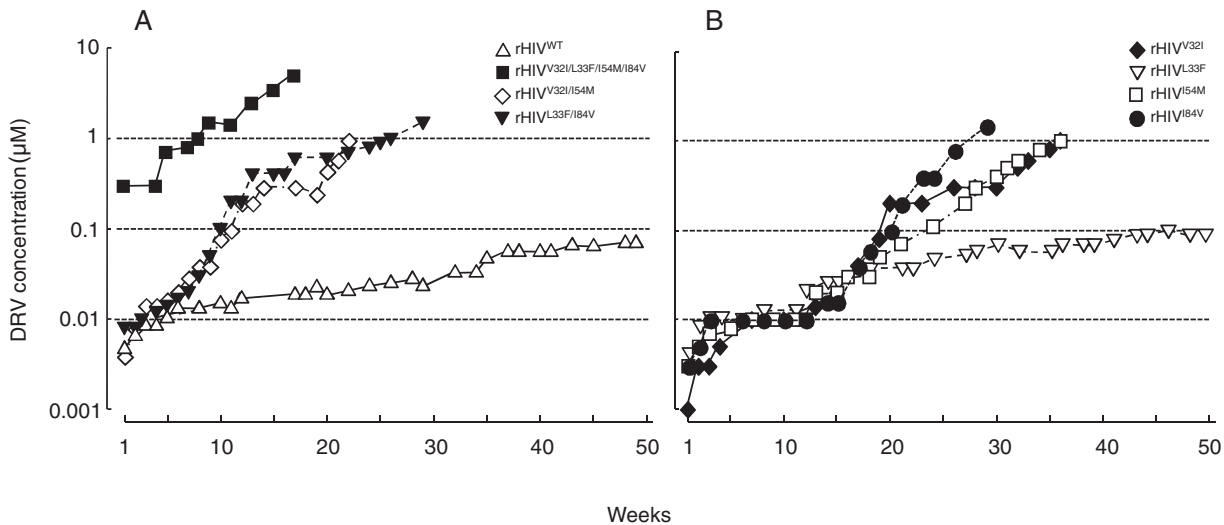 A
B
rHIV^WT
rHIV^V32I/L33F/I54M/I84V
rHIV^V32I/I54M
rHIV^L33F/I84V
rHIV^V32I
rHIV^L33F
rHIV^I54M
rHIV^I84V
DRV concentration (μM)
10
1
0.1
0.01
0.001
1 10 20 30 40 50
1 10 20 30 40 50
Weeks